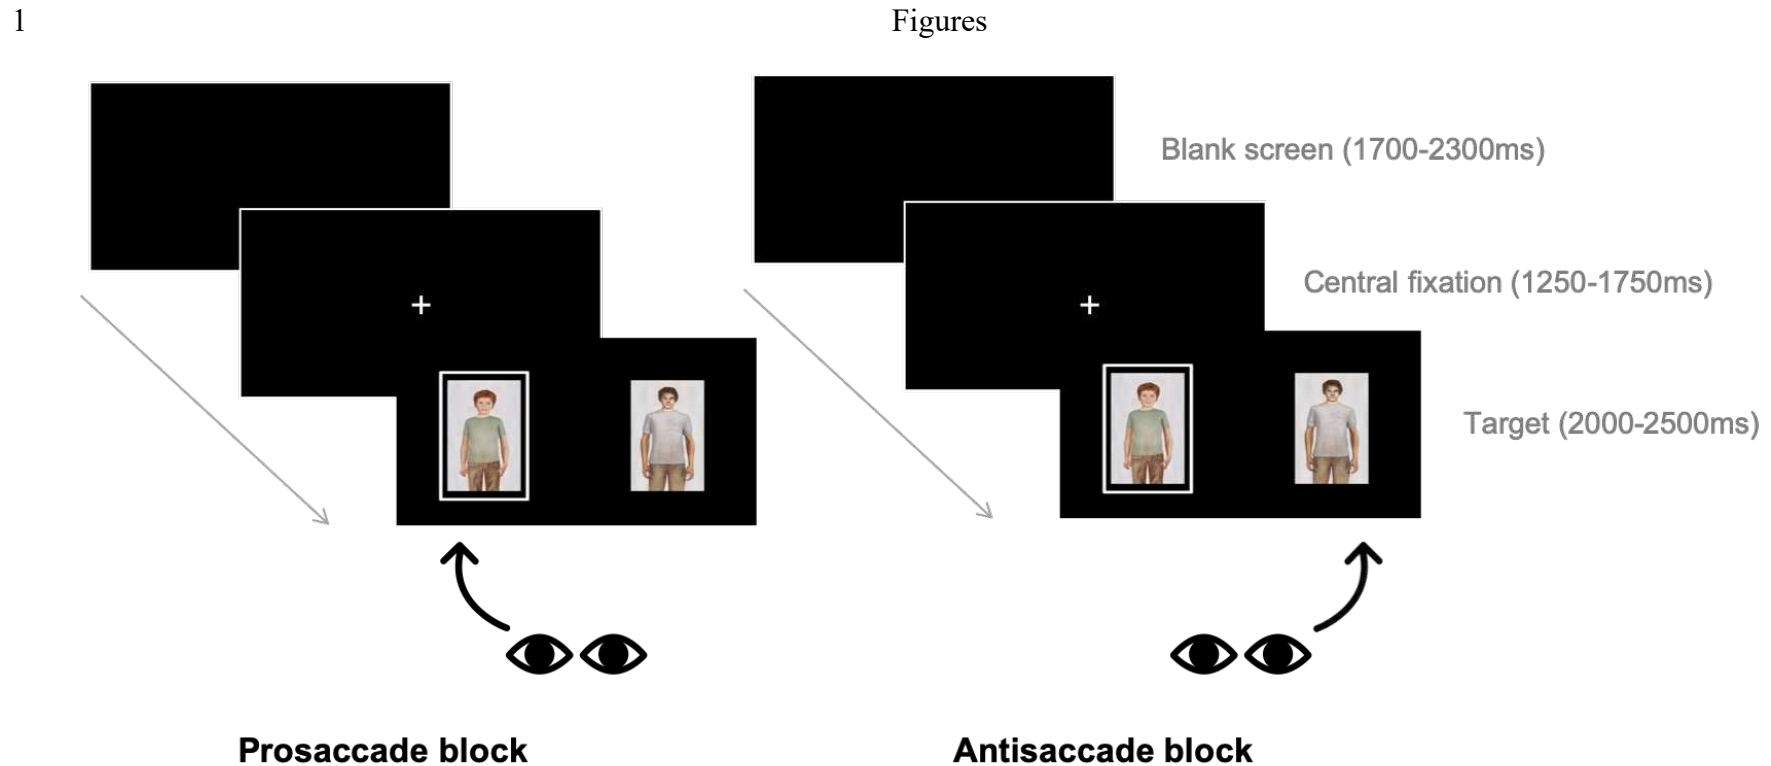 1
Figures
Blank screen (1700-2300ms)
Central fixation (1250-1750ms)
Target (2000-2500ms)
Prosaccade block
Antisaccade block